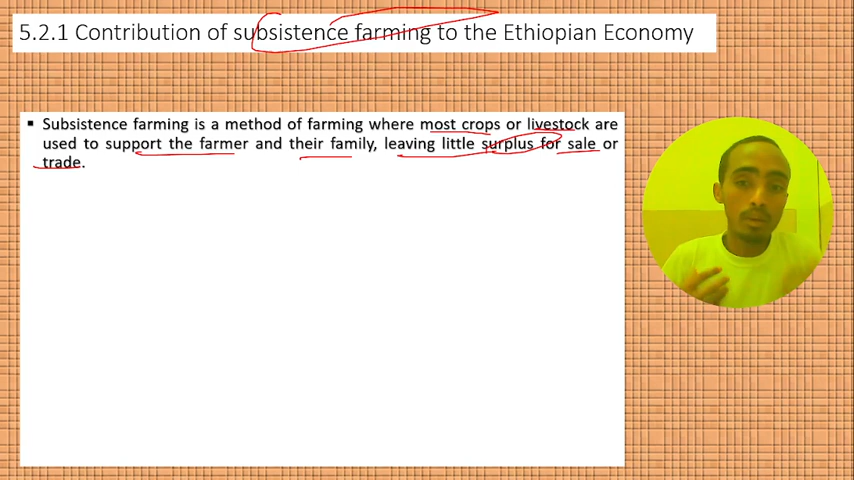 5.2.1 Contribution of subsistence farming to the Ethiopian Economy
▪ Subsistence farming is a method of farming where most crops or livestock are
used to support the farmer and their family, leaving little surplus for sale or
trade.